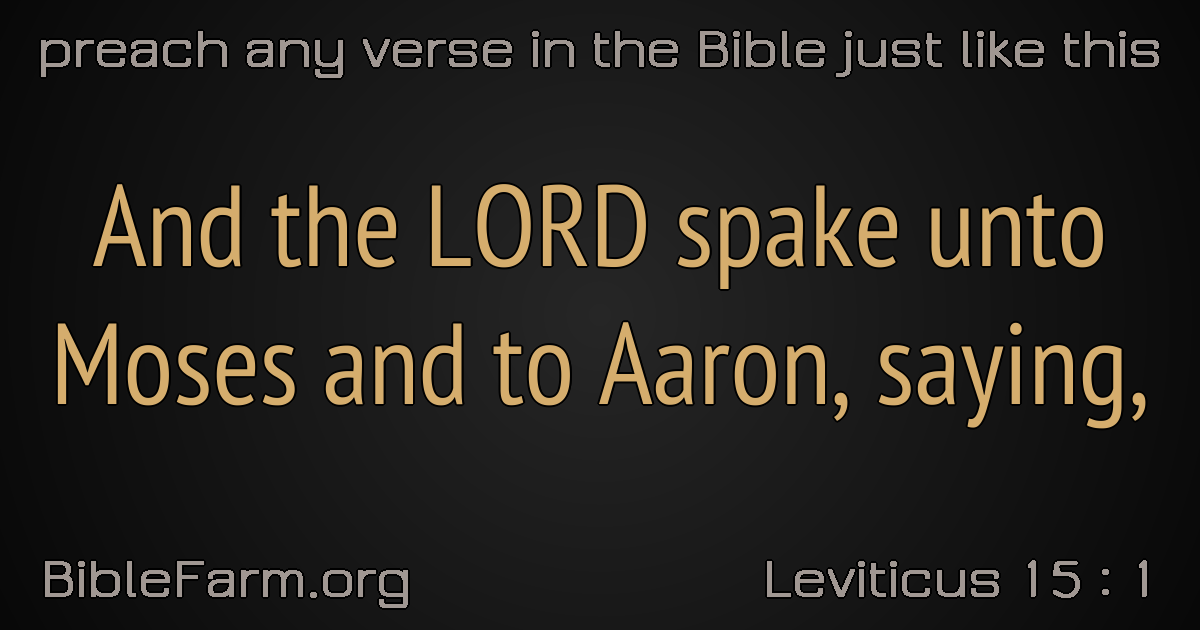 preach any verse in the Bible just like this
And the LORD spake unto
Moses and to Aaron, saying,
BibleFarm.org
Leviticus 15 : 1